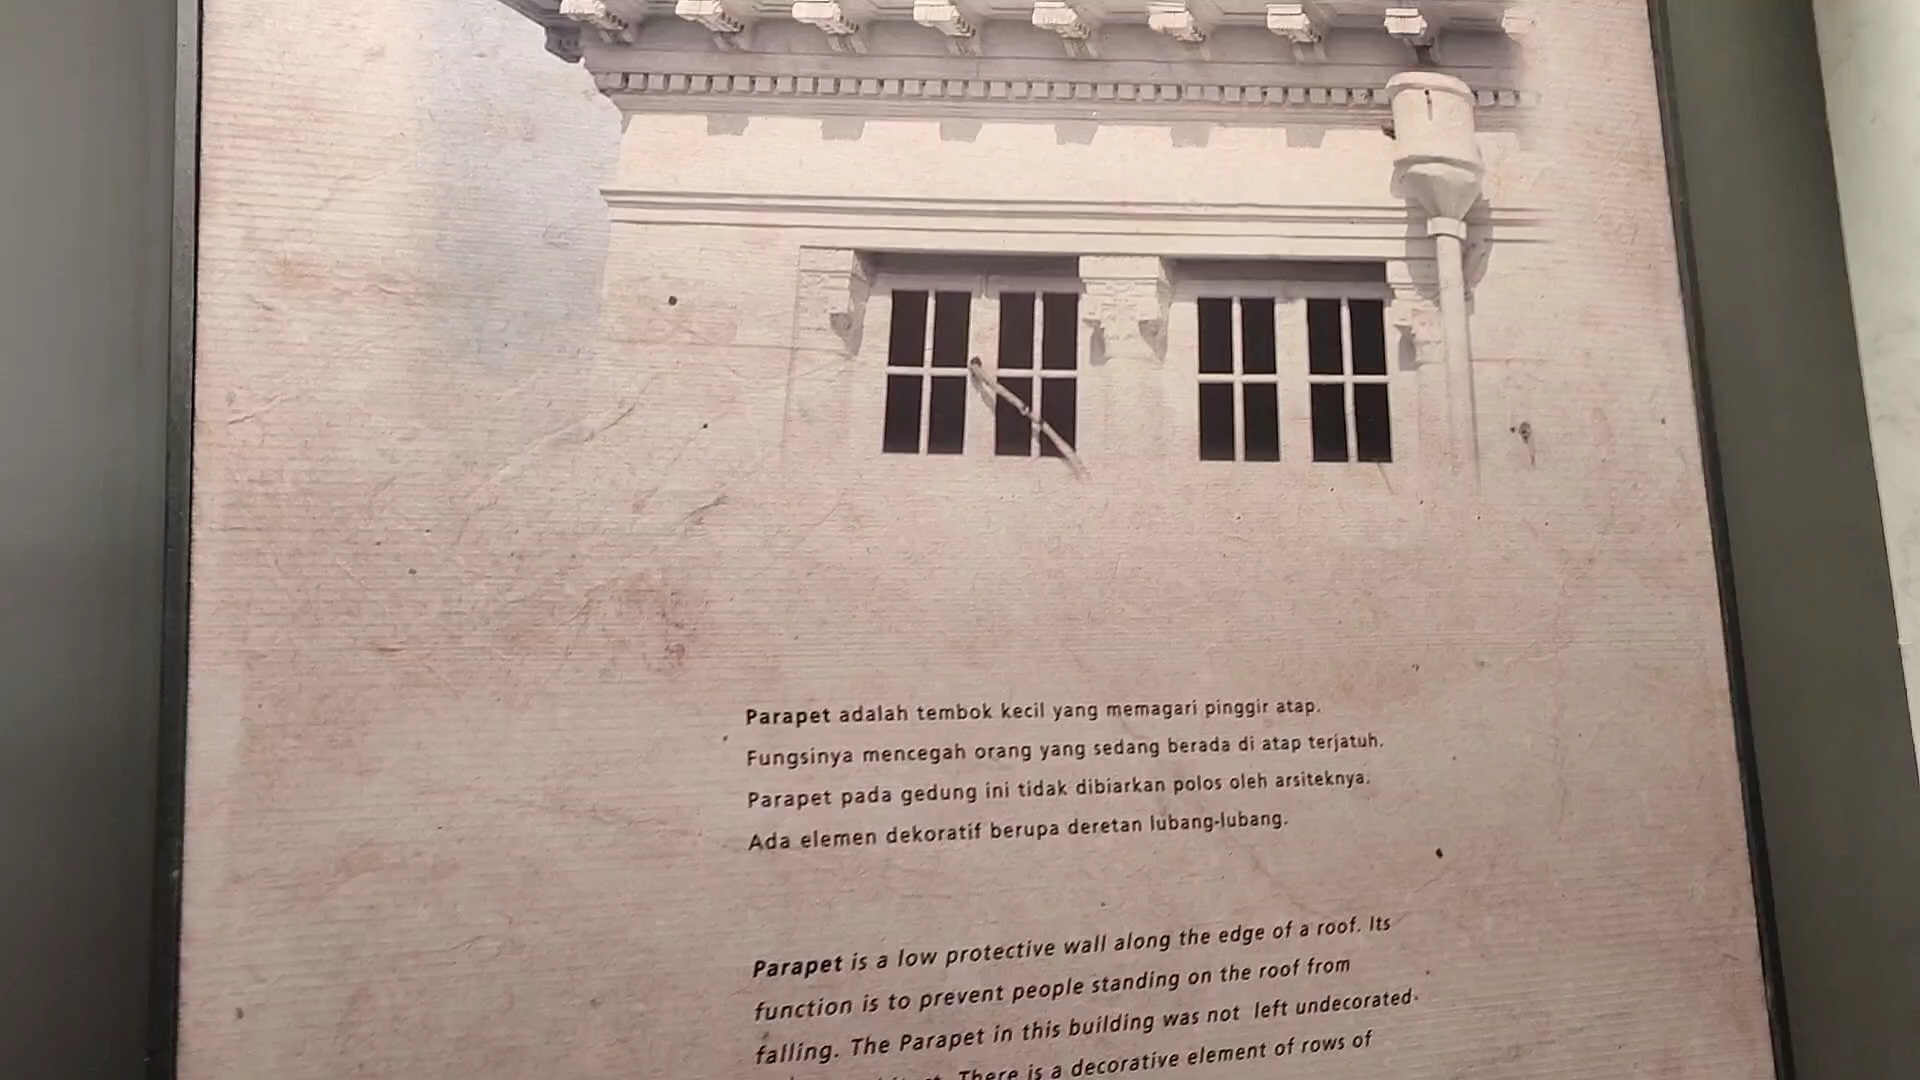 Parapet adalah tembok kecil yang memagari pinggir atap.
Fungsinya mencegah orang yang sedang berada di atap terjatuh.
Parapet pada gedung ini tidak dibiarkan polos oleh arsiteknya.
Ada elemen dekoratif berupa deretan lubang-lubang.
Parapet is a low protective wall along the edge of a roof. Its
function is to prevent people standing on the roof from
falling. The Parapet in this building was not left undecorated
There is a decorative element of rows of